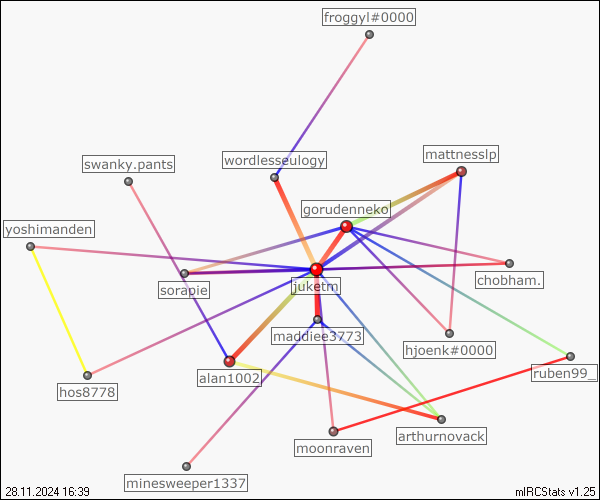 froggyl#0000
mattnesslp
swanky.pants
wordlesseulogy
gorudenneko
yoshimanden
sorapie
juketm
chobham.
maddiee3773
hjoenk#0000
ruben99_
alan1002
hos8778
arthurnovack
moonraven
minesweeper1337
28.11.2024 16:39
mIRCStats v1.25